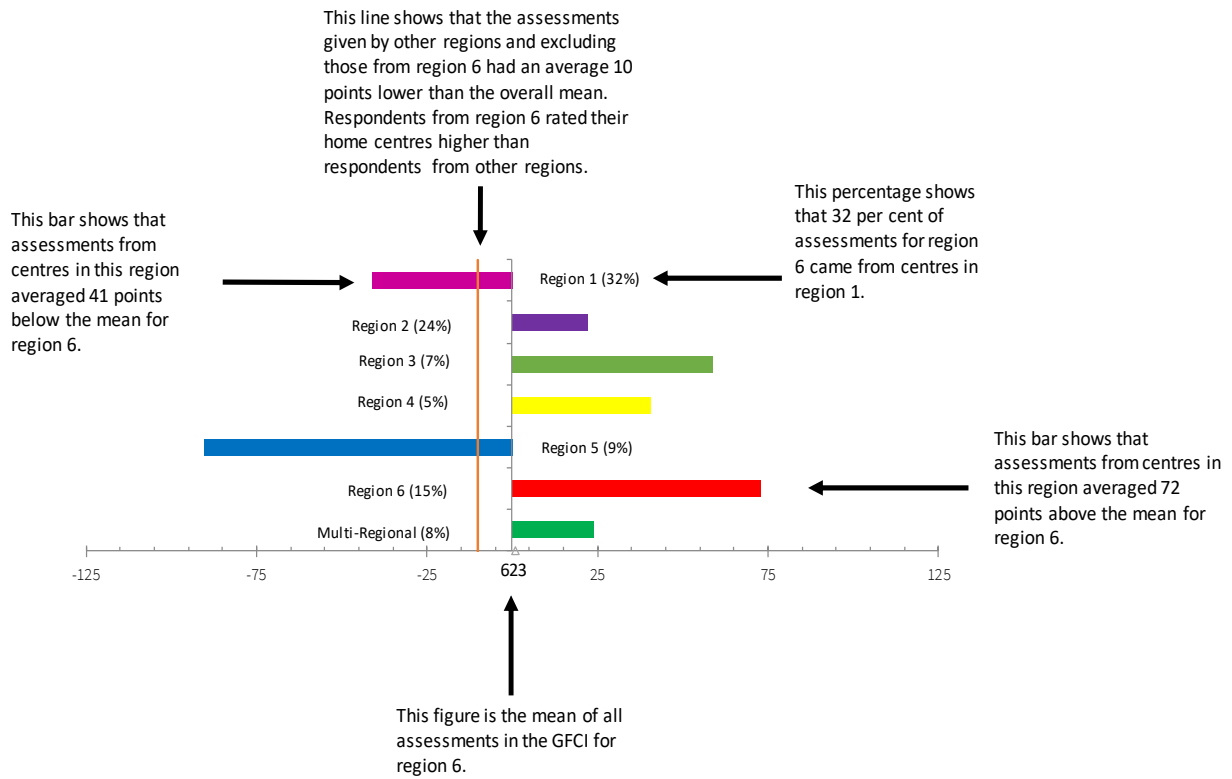 This line shows that the assessments
given by other regions and excluding
those from region 6 had an average 10
points lower than the overall mean.
Respondents from region 6 rated their
home centres higher than
respondents from other regions.
This bar shows that
assessments from
centres in this region
averaged 41 points
below the mean for
region 6.
This percentage shows
that 32 per cent of
assessments for region
6 came from centres in
region 1.
Region 1 (32%)
Region 2 (24%)
Region 3 (7%)
Region 4 (5%)
Region 5 (9%)
Region 6 (15%)
Multi-Regional (8%)
This bar shows that
assessments from centres in
this region averaged 72
points above the mean for
region 6.
-125 -75 -25 623 25 75 125
This figure is the mean of all
assessments in the GFCI for
region 6.